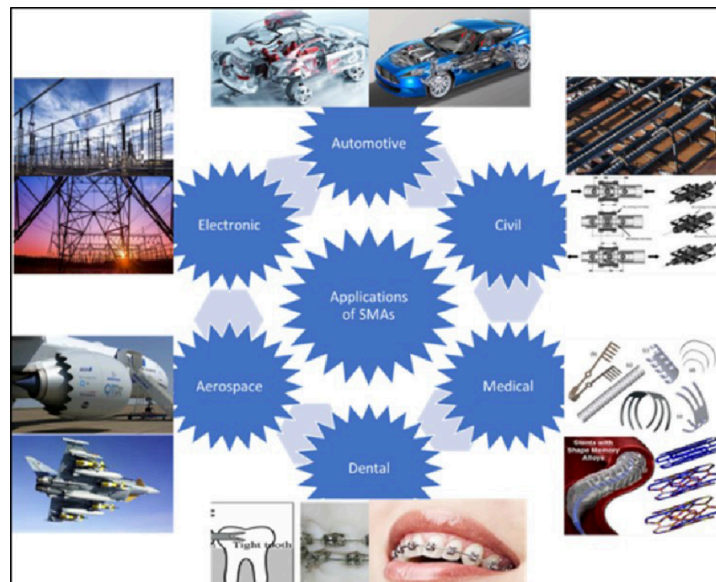 Automotive
Electronic
Civil
Applications
of SMAs
Aerospace
Medical
Stents with
Shape Memory
Alloys
Dental
Tight tooth